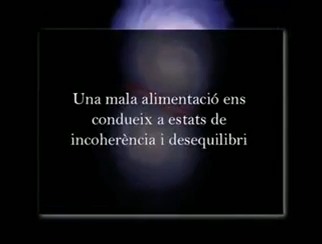 Una mala alimentació ens
condueix a estats de
incoherència i desequilibri